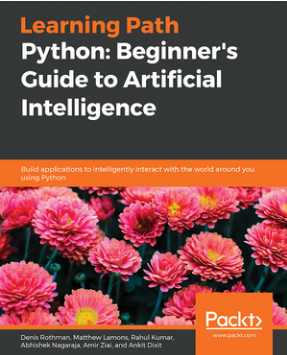 Learning Path
Python: Beginner's
Guide to Artificial
Intelligence
Build applications to intelligently interact with the world around you
using Python
Packt>
www.packt.com
Denis Rothman, Matthew Lamons, Rahul Kumar,
Abhishek Nagaraja, Amir Ziai, and Ankit Dixit